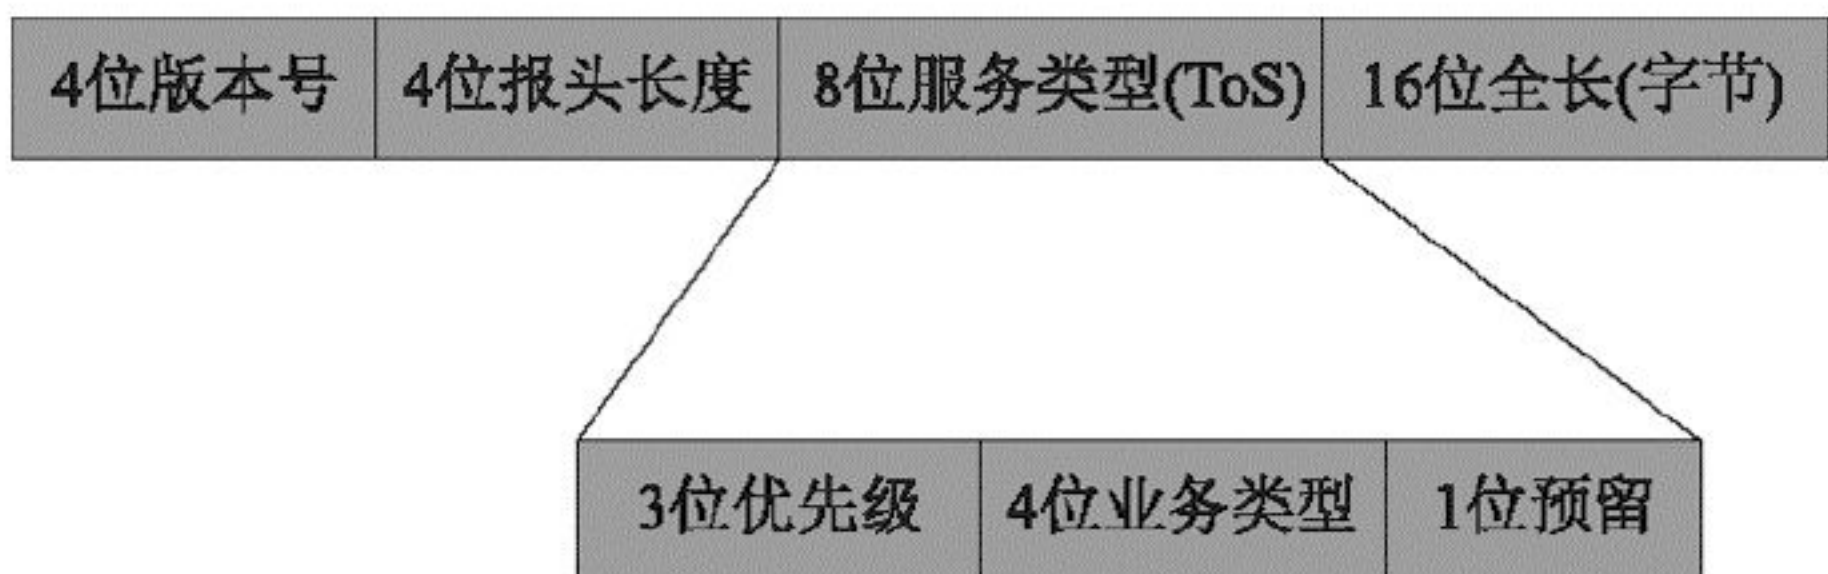 4位版本号 4位报头长度 8位服务类型(ToS) 16位全长(字节)
3位优先级 4位业务类型 1位预留